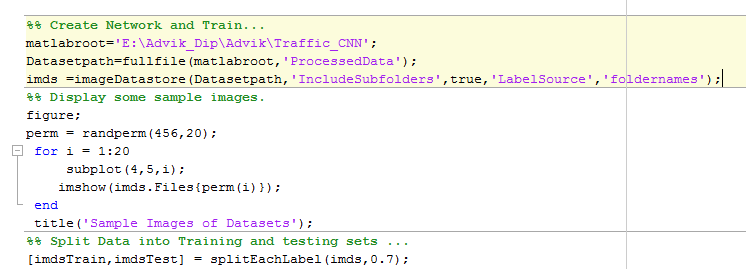 %% Create Network and Train...
matlabroot='E:\Advik_Dip\Advik\Traffic_CNN';
Datasetpath=fullfile(matlabroot,'ProcessedData');
imds =imageDatastore(Datasetpath,'IncludeSubfolders',true,'LabelSource','foldernames');
%% Display some sample images.
figure;
perm = randperm(456,20);
for i = 1:20
subplot(4,5,i);
imshow(imds.Files{perm(i)});
end
title('Sample Images of Datasets');
%% Split Data into Training and testing sets ...
[imdsTrain,imdsTest] = splitEachLabel(imds,0.7);